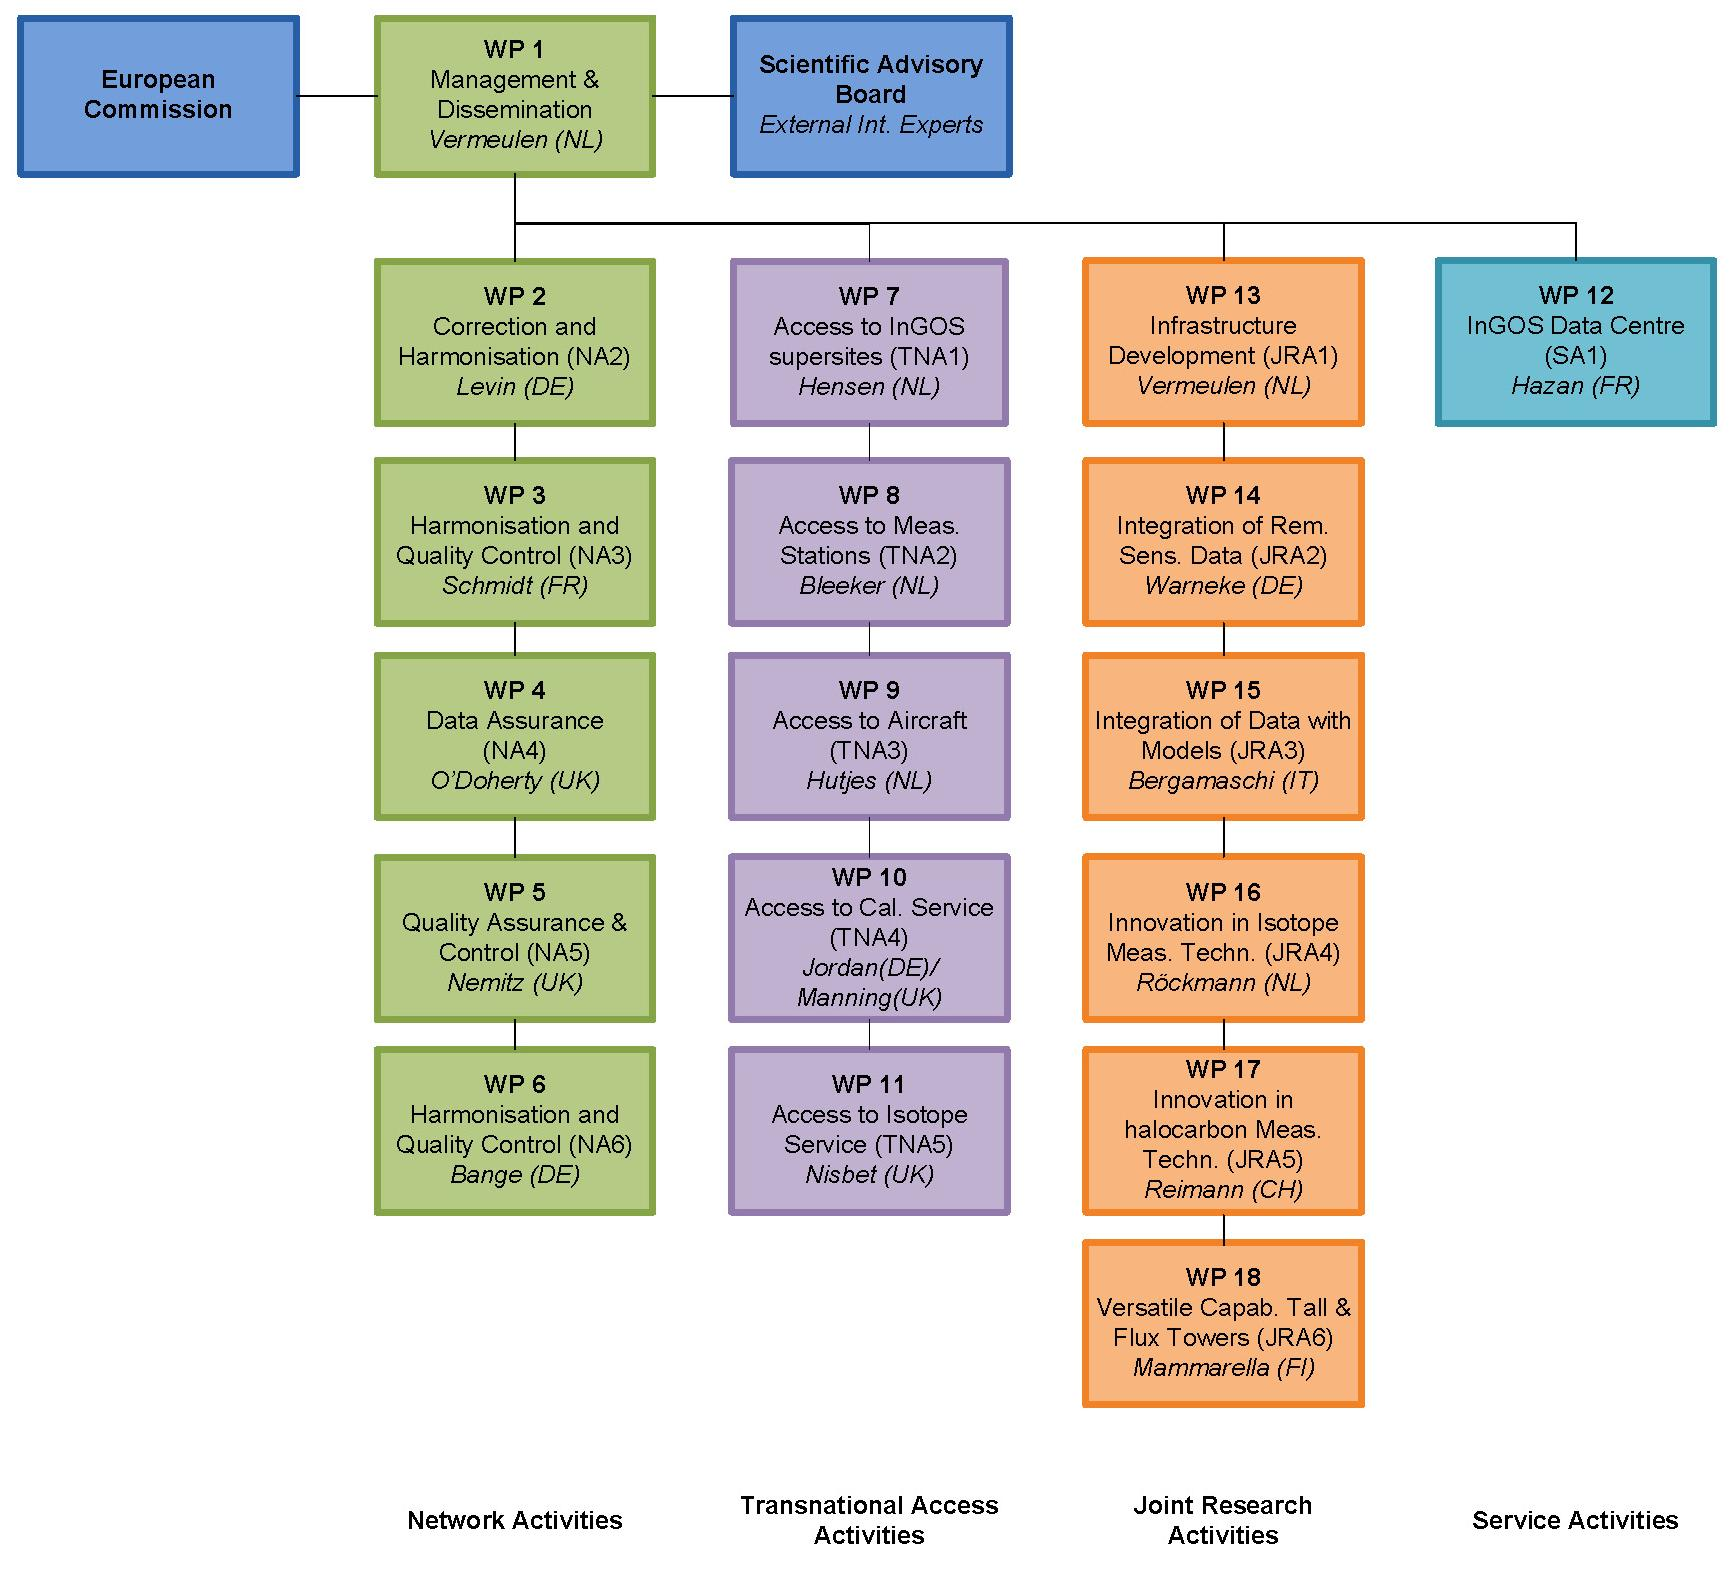 European
Commission
WP 1
Management &
Dissemination
Vermeulen (NL)
Scientific Advisory
Board
External Int. Experts
WP 2
Correction and
Harmonisation (NA2)
Levin (DE)
WP 3
Harmonisation and
Quality Control (NA3)
Schmidt (FR)
WP 4
Data Assurance
(NA4)
O’Doherty (UK)
WP 5
Quality Assurance &
Control (NA5)
Nemitz (UK)
WP 6
Harmonisation and
Quality Control (NA6)
Bange (DE)
WP 7
Access to InGOS
supersites (TNA1)
Hensen (NL)
WP 8
Access to Meas.
Stations (TNA2)
Bleeker (NL)
WP 9
Access to Aircraft
(TNA3)
Hutjes (NL)
WP 10
Access to Cal. Service
(TNA4)
Jordan(DE)/
Manning(UK)
WP 11
Access to Isotope
Service (TNA5)
Nisbet (UK)
WP 13
Infrastructure
Development (JRA1)
Vermeulen (NL)
WP 14
Integration of Rem.
Sens. Data (JRA2)
Warneke (DE)
WP 15
Integration of Data with
Models (JRA3)
Bergamaschi (IT)
WP 16
Innovation in Isotope
Meas. Techn. (JRA4)
Röckmann (NL)
WP 17
Innovation in
halocarbon Meas.
Techn. (JRA5)
Reimann (CH)
WP 18
Versatile Capab. Tall &
Flux Towers (JRA6)
Mammarella (FI)
WP 12
InGOS Data Centre
(SA1)
Hazan (FR)
Network Activities
Transnational Access
Activities
Joint Research
Activities
Service Activities